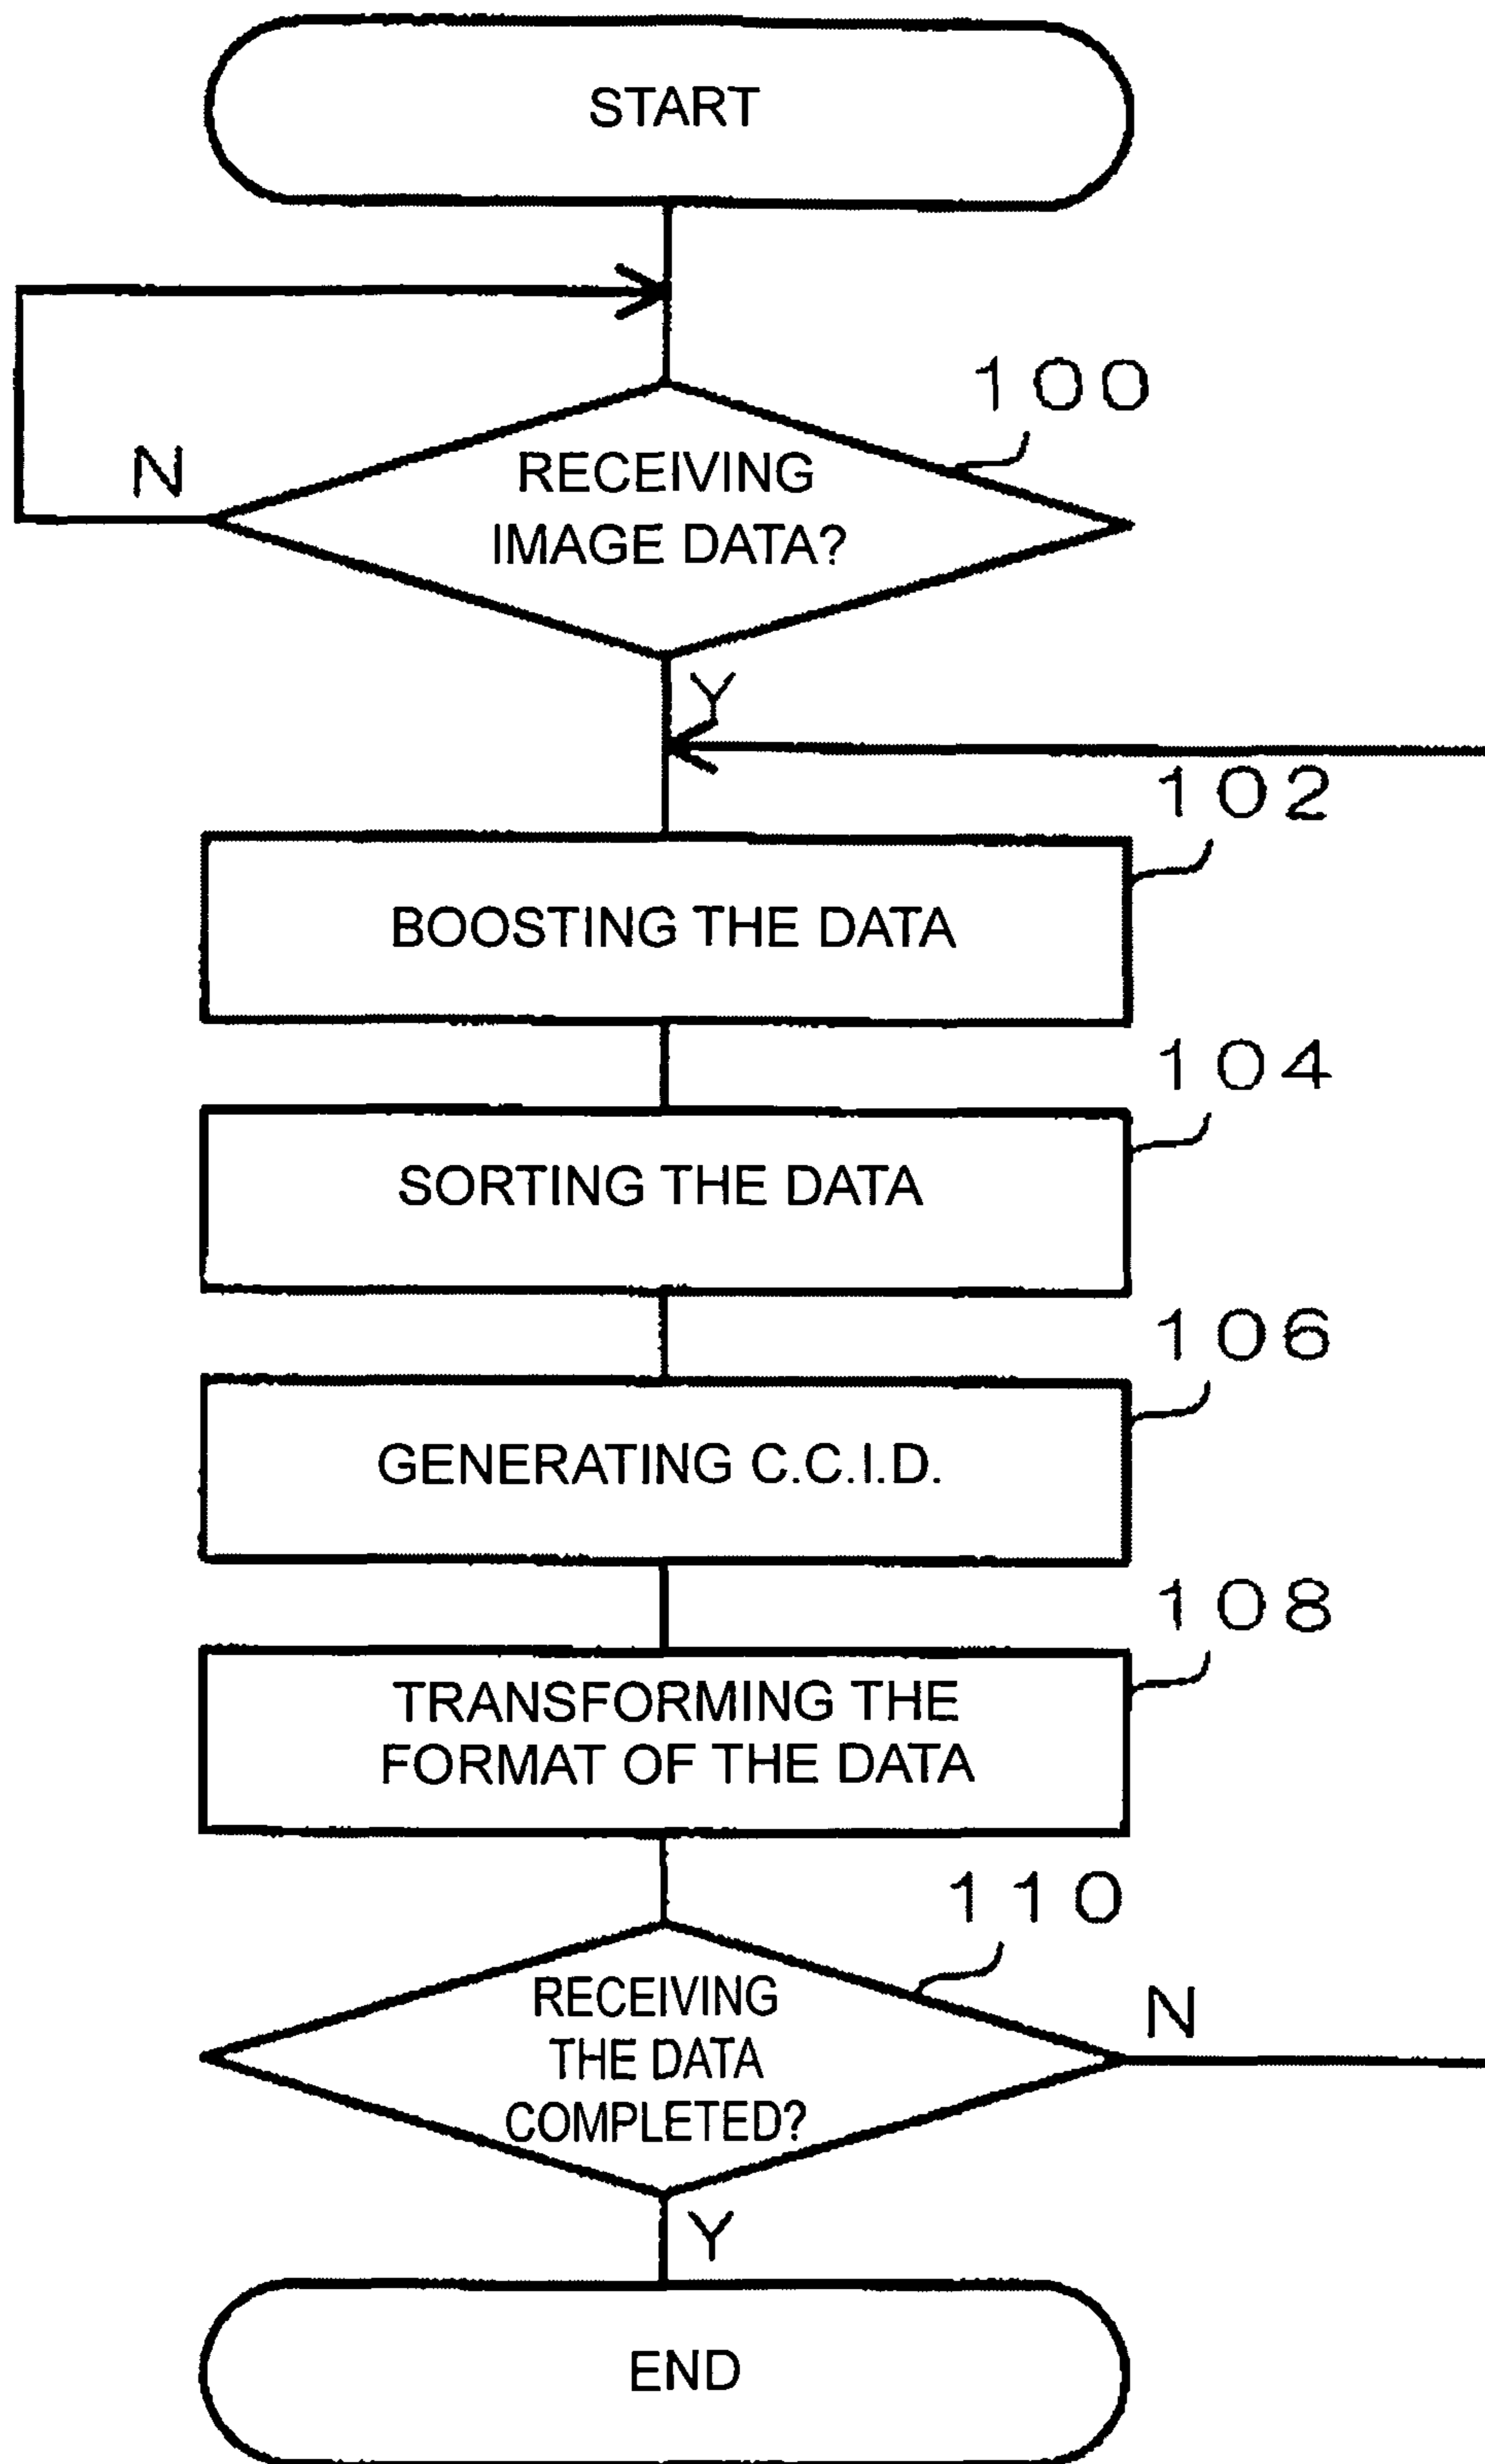 START
100
N
RECEIVING
IMAGE DATA?
Y
102
BOOSTING THE DATA
104
SORTING THE DATA
106
GENERATING C.C.I.D.
108
TRANSFORMING THE
FORMAT OF THE DATA
110
RECEIVING
N
THE DATA
COMPLETED?
Y
END